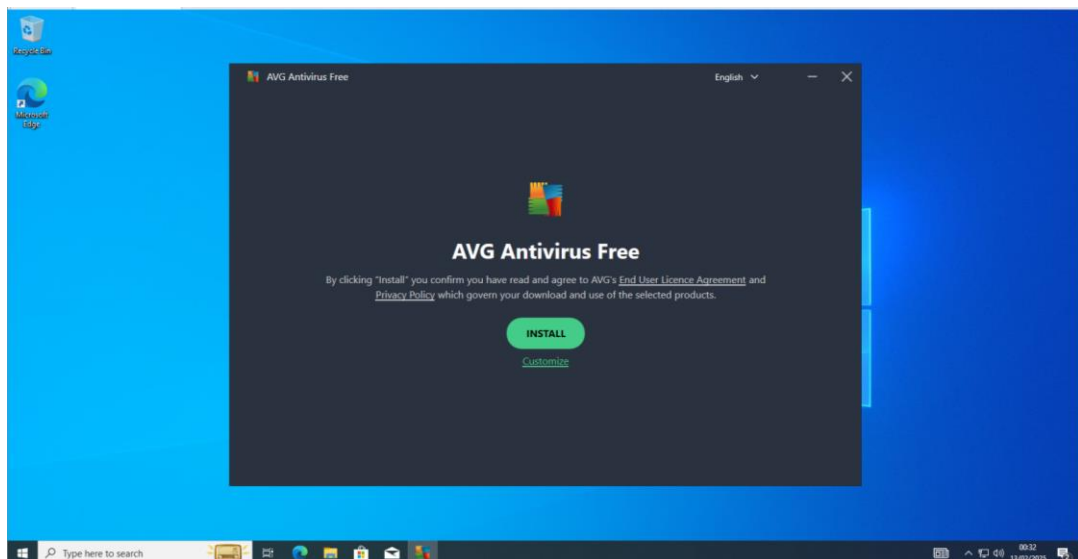 Recycle Bin
Microsoft
Edge
AVG Antivirus Free
English
AVG Antivirus Free
By clicking "Install" you confirm you have read and agree to AVG's End User Licence Agreement and
Privacy Policy which govern your download and use of the selected products.
INSTALL
Customize
Type here to search
00:32